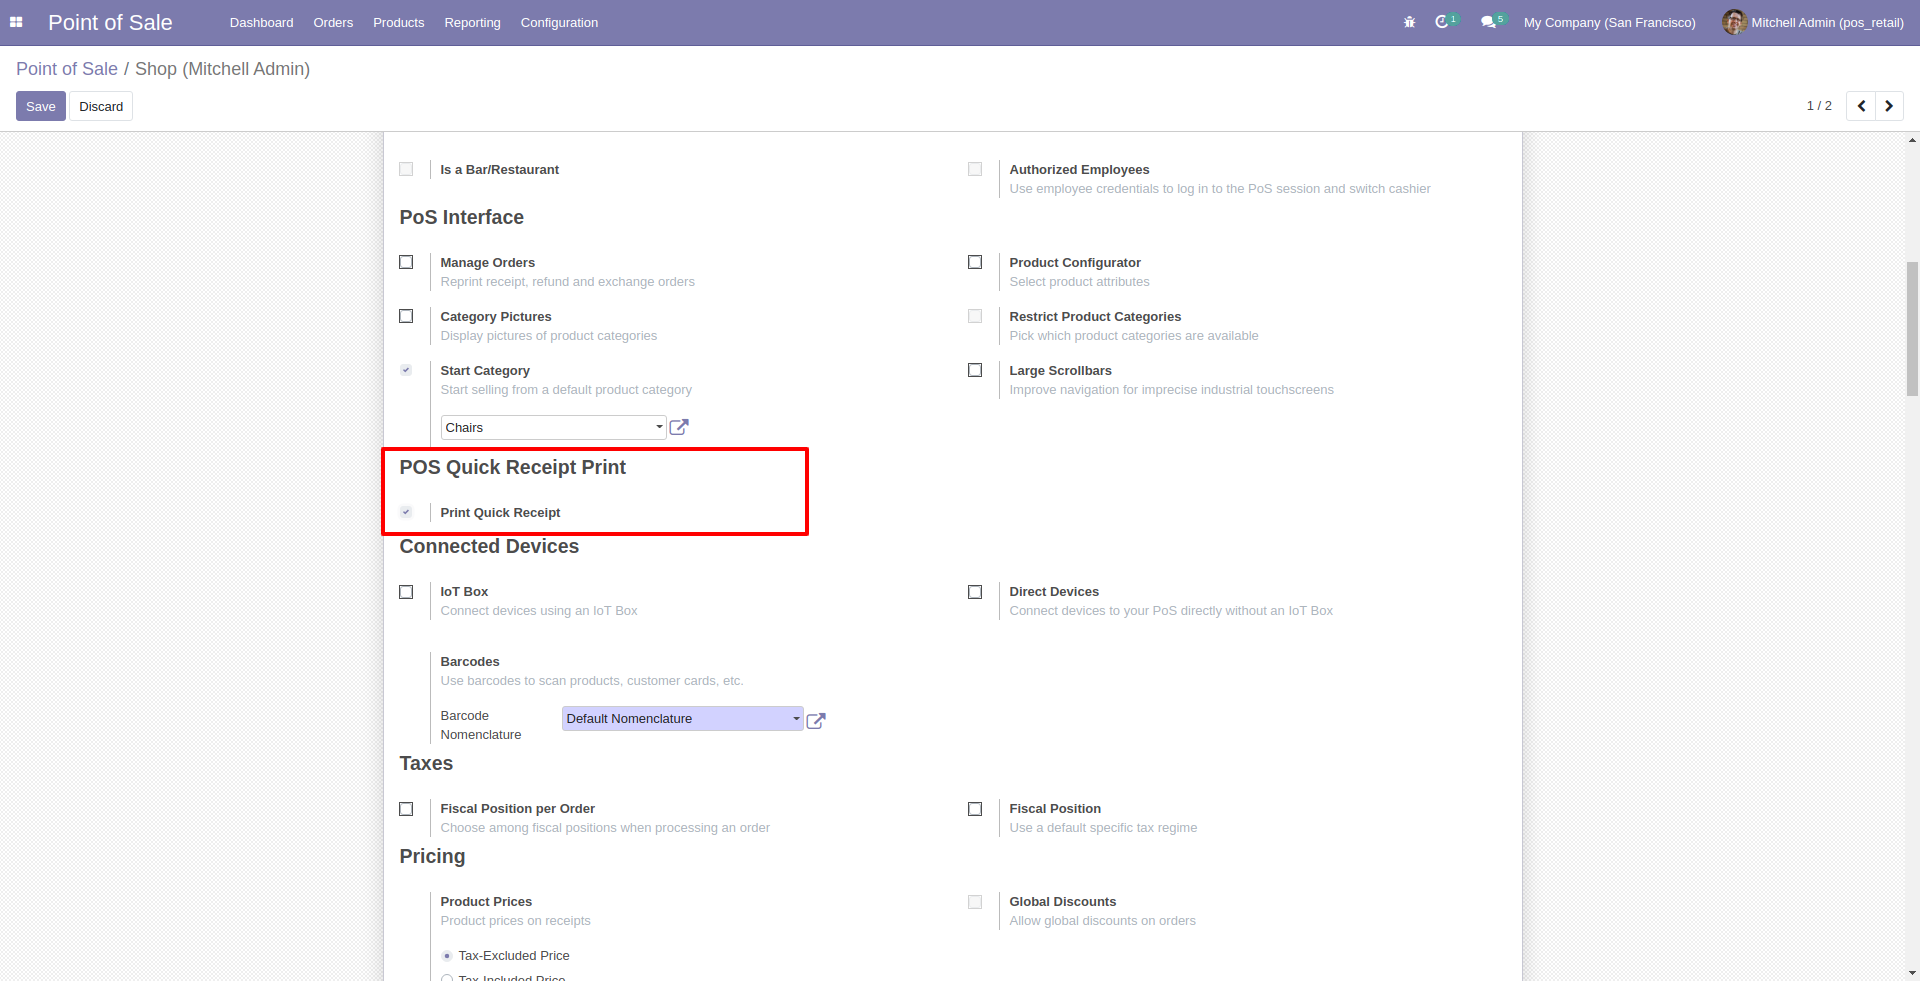 Point of Sale Dashboard Orders Products Reporting Configuration 1 5 My Company (San Francisco) Mitchell Admin (pos_retail)
Point of Sale / Shop (Mitchell Admin)
Save Discard 1 / 2
Is a Bar/Restaurant
Authorized Employees
Use employee credentials to log in to the PoS session and switch cashier
PoS Interface
Manage Orders
Reprint receipt, refund and exchange orders
Product Configurator
Select product attributes
Category Pictures
Display pictures of product categories
Restrict Product Categories
Pick which product categories are available
Start Category
Start selling from a default product category
Chairs
Large Scrollbars
Improve navigation for imprecise industrial touchscreens
POS Quick Receipt Print
Print Quick Receipt
Connected Devices
IoT Box
Connect devices using an IoT Box
Direct Devices
Connect devices to your PoS directly without an IoT Box
Barcodes
Use barcodes to scan products, customer cards, etc.
Barcode
Nomenclature
Default Nomenclature
Taxes
Fiscal Position per Order
Choose among fiscal positions when processing an order
Fiscal Position
Use a default specific tax regime
Pricing
Product Prices
Product prices on receipts
Tax-Excluded Price
Tax-Included Price
Global Discounts
Allow global discounts on orders